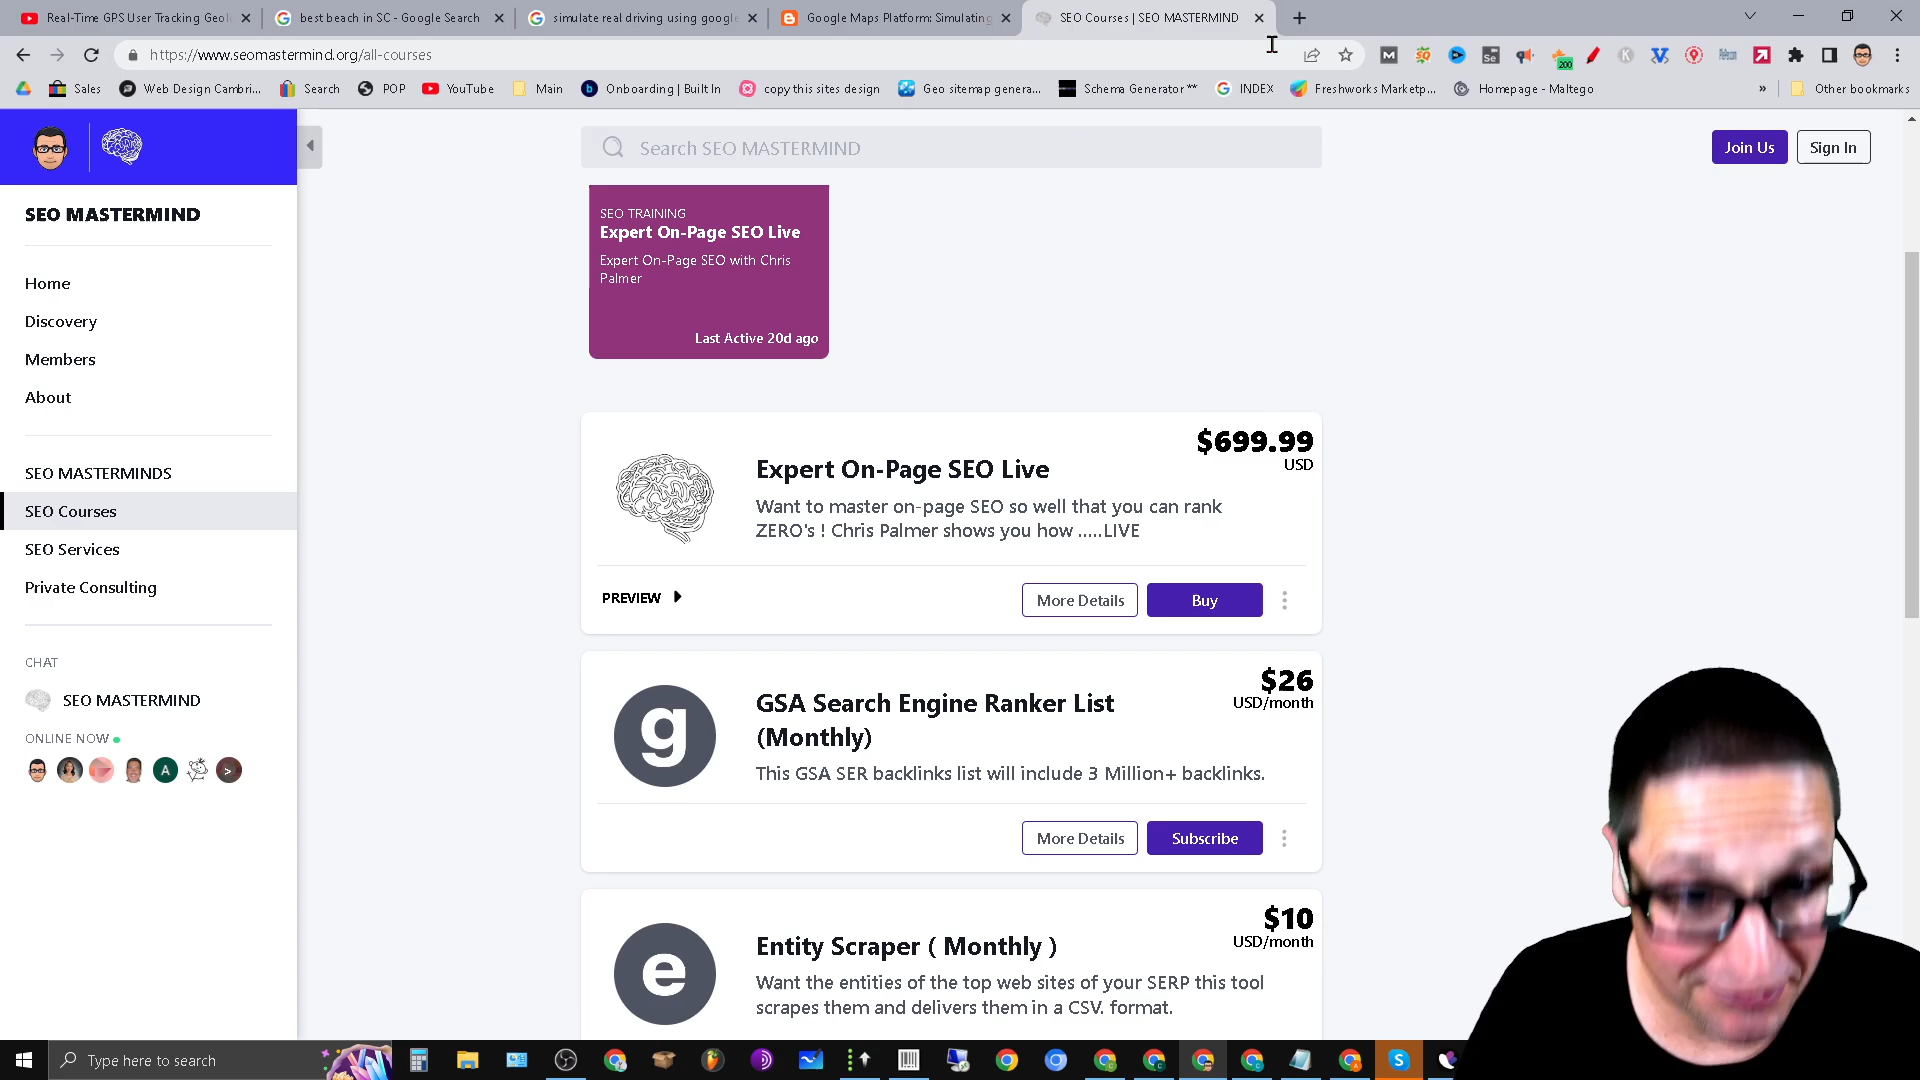 Real-Time GPS User Tracking Geol
best beach in SC - Google Search
simulate real driving using google
Google Maps Platform: Simulating
SEO Courses | SEO MASTERMIND
https://www.seomastermind.org/all-courses
Sales
Web Design Cambri...
Search
POP
YouTube
Main
Onboarding | Built In
copy this sites design
Geo sitemap genera...
Schema Generator **
INDEX
Freshworks Marketp...
Homepage - Maltego
»
Other bookmarks
Search SEO MASTERMIND
Join Us
Sign In
SEO MASTERMIND
Home
Discovery
Members
About
SEO MASTERMINDS
SEO Courses
SEO Services
Private Consulting
CHAT
SEO MASTERMIND
ONLINE NOW
A
>
SEO TRAINING
Expert On-Page SEO Live
Expert On-Page SEO with Chris
Palmer
Last Active 20d ago
$699.99
USD
Expert On-Page SEO Live
Want to master on-page SEO so well that you can rank
ZERO's ! Chris Palmer shows you how .....LIVE
PREVIEW
More Details
Buy
g
$26
USD/month
GSA Search Engine Ranker List
(Monthly)
This GSA SER backlinks list will include 3 Million+ backlinks.
More Details
Subscribe
e
$10
USD/month
Entity Scraper ( Monthly )
Want the entities of the top web sites of your SERP this tool
scrapes them and delivers them in a CSV. format.
Type here to search